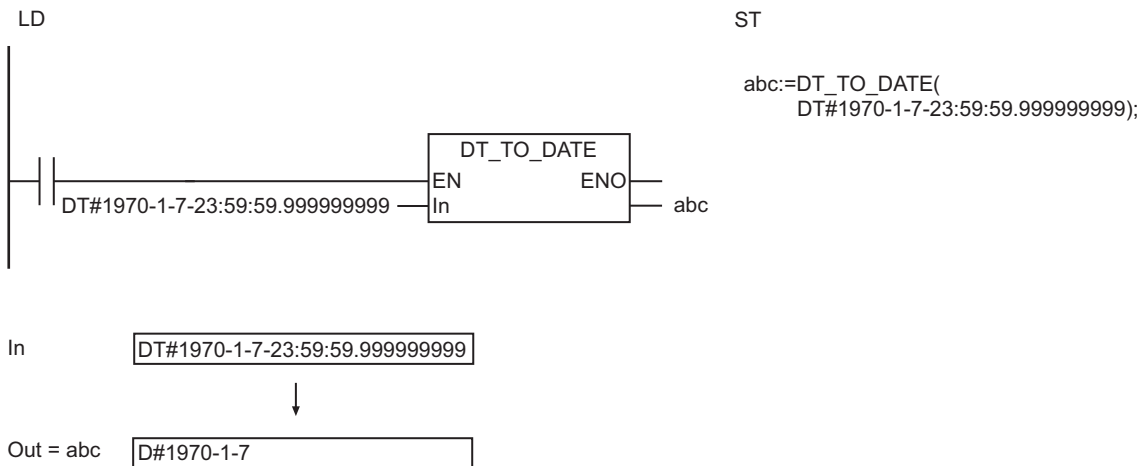 LD
ST
abc:=DT_TO_DATE(
DT#1970-1-7-23:59:59.999999999);
DT_TO_DATE
EN ENO
DT#1970-1-7-23:59:59.999999999 In abc
In DT#1970-1-7-23:59:59.999999999
Out = abc D#1970-1-7